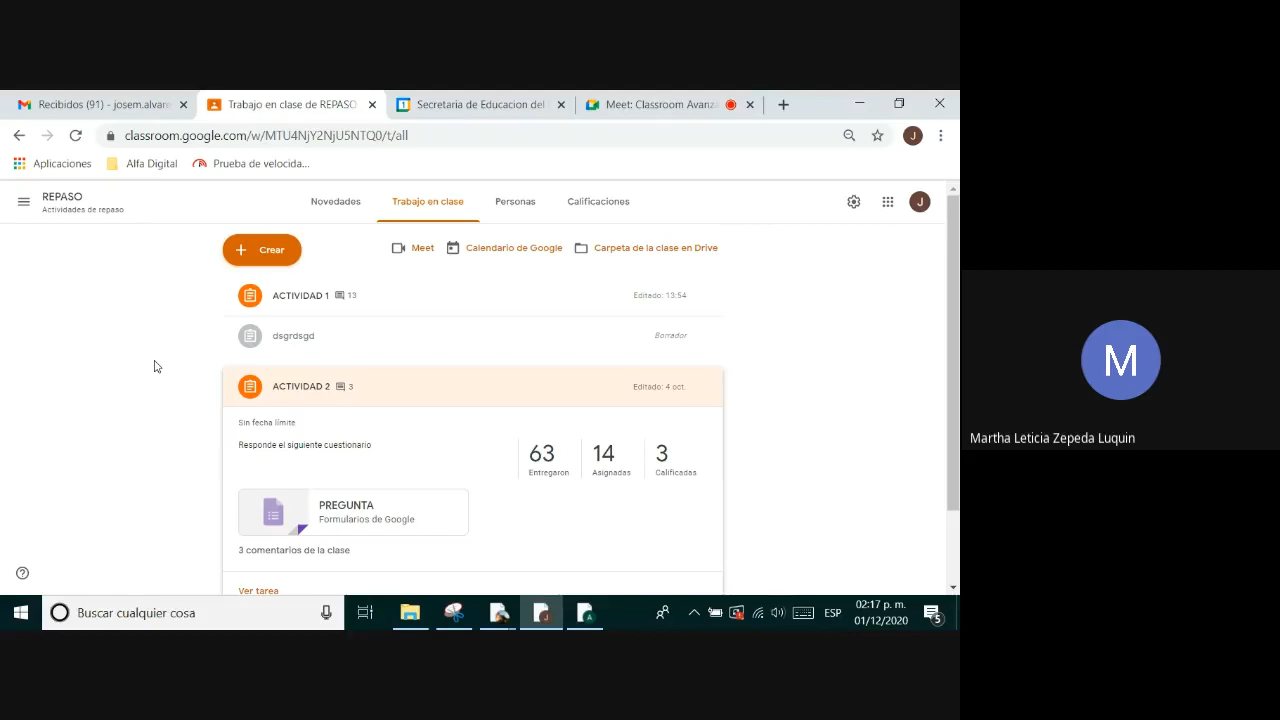 Recibidos (91) - josem.alvare
Trabajo en clase de REPASO
Secretaria de Educacion del
Meet: Classroom Avanza
classroom.google.com/w/MTU4NjY2NjU5NTQ0/t/all
J
Aplicaciones
Alfa Digital
Prueba de velocida...
REPASO
Actividades de repaso
Novedades
Trabajo en clase
Personas
Calificaciones
J
Crear
Meet
Calendario de Google
Carpeta de la clase en Drive
ACTIVIDAD 1
13
Editado: 13:54
dsgrdsgd
Borrador
ACTIVIDAD 2
3
Editado: 4 oct.
Sin fecha límite
Responde el siguiente cuestionario
63
14
3
Entregaron
Asignadas
Calificadas
PREGUNTA
Formularios de Google
3 comentarios de la clase
Ver tarea
M
Martha Leticia Zepeda Luquin
Buscar cualquier cosa
ESP
02:17 p. m.
01/12/2020
5